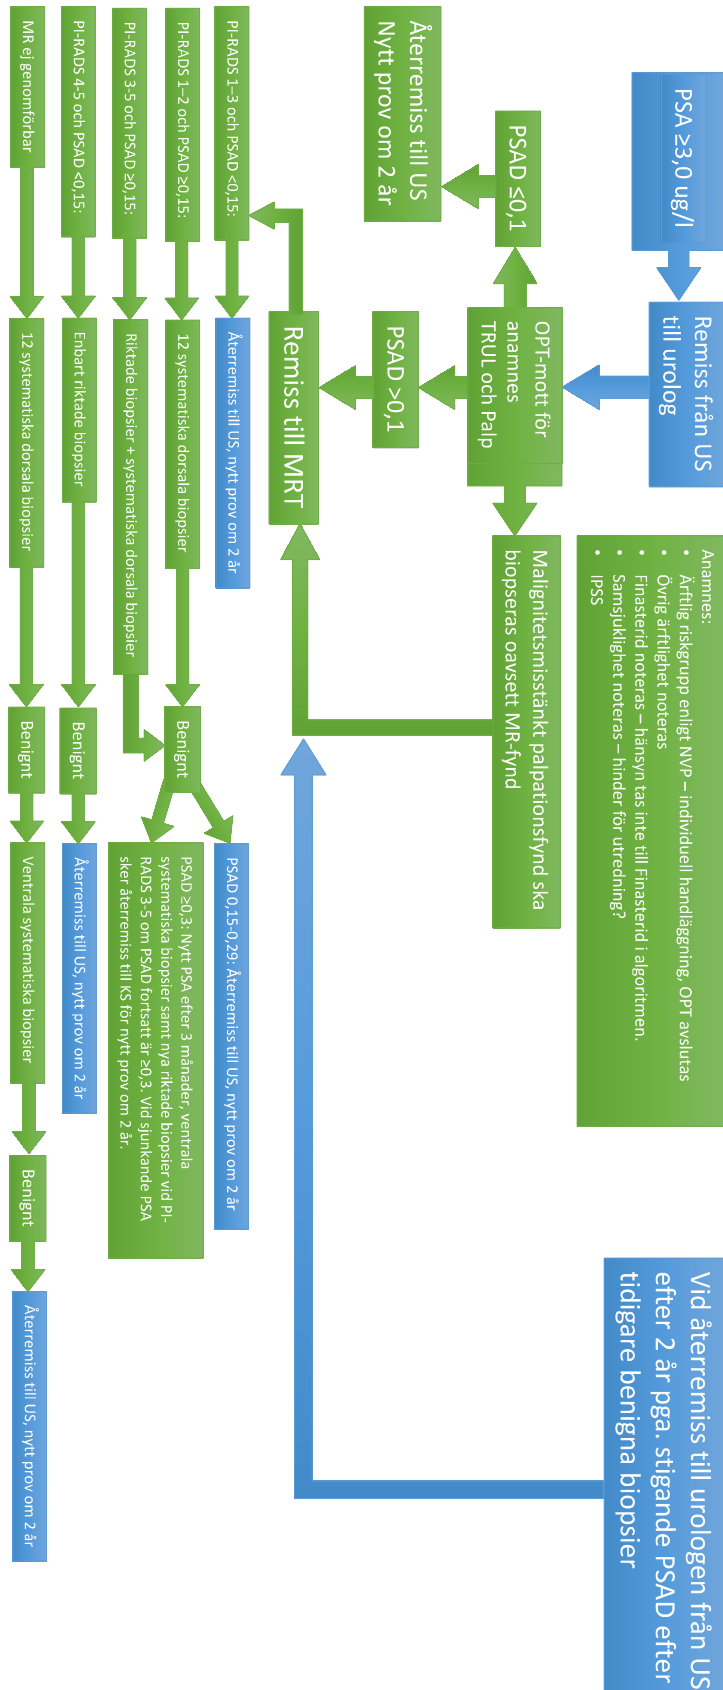 PSA ≥3,0 ug/l
Remiss från US
till urolog
Anamnes:
• Ärftlig riskgrupp enligt NVP – individuell handläggning, OPT avslutas
• Övrig ärftlighet noteras
• Finasterid noteras – hänsyn tas inte till Finasterid i algoritmen.
• Samsjuklighet noteras – hinder för utredning?
• IPSS
Vid återremiss till urologen från US
efter 2 år pga. stigande PSAD efter
tidigare benigna biopsier
PSAD ≤0,1
OPT-mott för
anamnes
TRUL och Palp
Malignitetsmisstänkt palpationsfynd ska
biopseras oavsett MR-fynd
Återremiss till US
Nytt prov om 2 år
PSAD >0,1
Remiss till MRT
PI-RADS 1–3 och PSAD <0,15:
Återremiss till US, nytt prov om 2 år
PI-RADS 1–2 och PSAD ≥0,15:
12 systematiska dorsala biopsier
Benignt
PSAD 0,15-0,29: Återremiss till US, nytt prov om 2 år
PI-RADS 3-5 och PSAD ≥0,15:
Riktade biopsier + systematiska dorsala biopsier
PSAD ≥0,3: Nytt PSA efter 3 månader, ventrala
systematiska biopsier samt nya riktade biopsier vid PI-
RADS 3-5 om PSAD fortsatt är ≥0,3. Vid sjunkande PSA
sker återremiss till KS för nytt prov om 2 år.
PI-RADS 4-5 och PSAD <0,15:
Enbart riktade biopsier
Benignt
Återremiss till US, nytt prov om 2 år
MR ej genomförbar
12 systematiska dorsala biopsier
Benignt
Ventrala systematiska biopsier
Benignt
Återremiss till US, nytt prov om 2 år